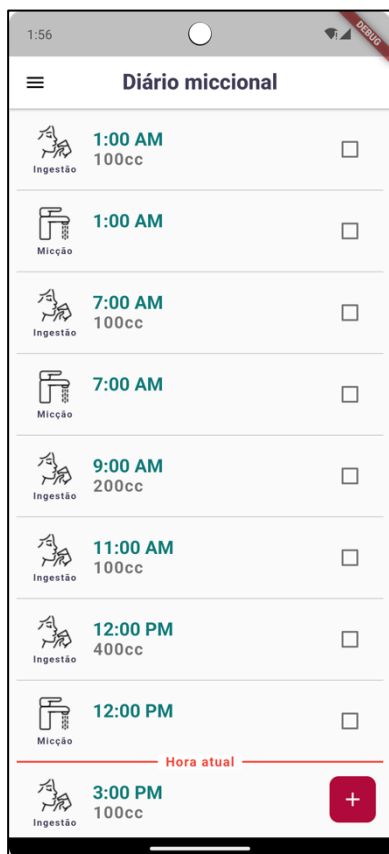 1:56
DEBUG
Diário miccional
1:00 AM
100cc
Ingestão
1:00 AM
Micção
7:00 AM
100cc
Ingestão
7:00 AM
Micção
9:00 AM
200cc
Ingestão
11:00 AM
100cc
Ingestão
12:00 PM
400cc
Ingestão
12:00 PM
Micção
Hora atual
3:00 PM
100cc
Ingestão
+